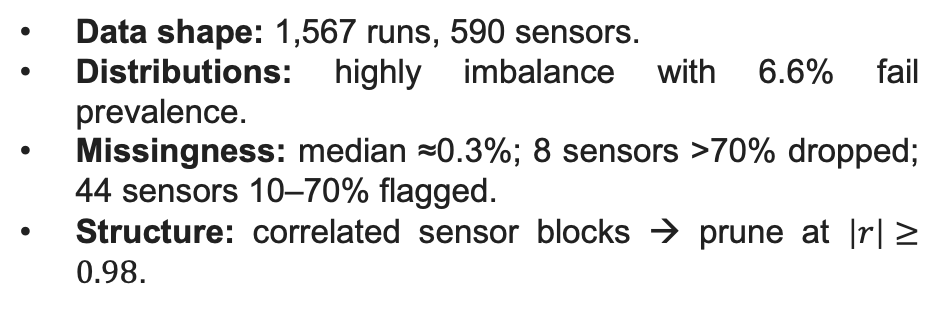 • Data shape: 1,567 runs, 590 sensors.
• Distributions: highly imbalance with 6.6% fail
prevalence.
• Missingness: median ≈0.3%; 8 sensors >70% dropped;
44 sensors 10–70% flagged.
• Structure: correlated sensor blocks → prune at |r| ≥
0.98.